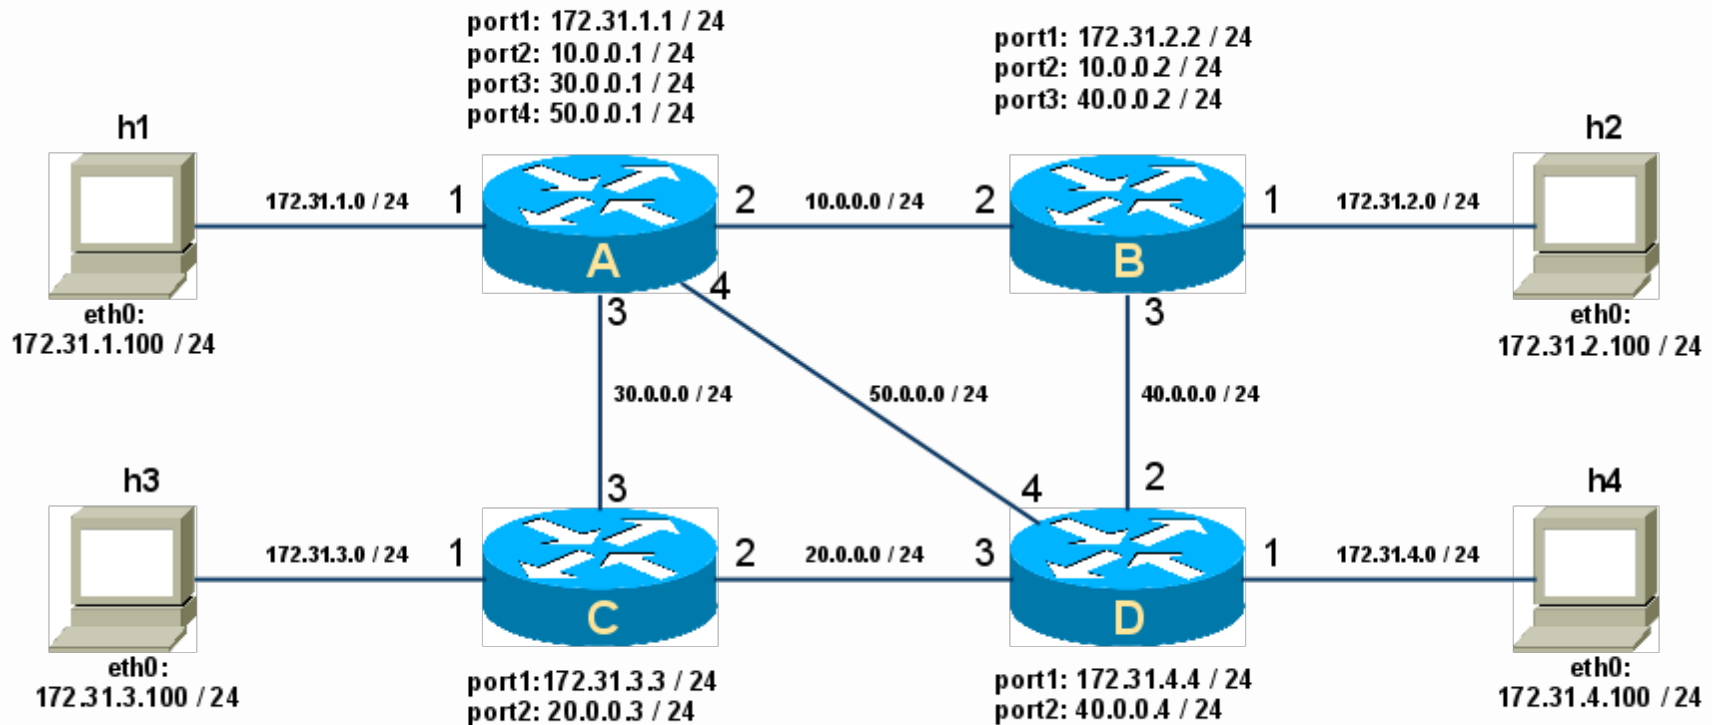 port1: 172.31.1.1 / 24
port2: 10.0.0.1 / 24
port3: 30.0.0.1 / 24
port4: 50.0.0.1 / 24
port1: 172.31.2.2 / 24
port2: 10.0.0.2 / 24
port3: 40.0.0.2 / 24
h1
h2
172.31.1.0 / 24
1
2
10.0.0.0 / 24
2
1
172.31.2.0 / 24
A
B
4
3
3
eth0:
172.31.1.100 / 24
eth0:
172.31.2.100 / 24
30.0.0.0 / 24
50.0.0.0 / 24
40.0.0.0 / 24
h3
h4
3
4
2
172.31.3.0 / 24
1
2
20.0.0.0 / 24
3
1
172.31.4.0 / 24
C
D
eth0:
172.31.3.100 / 24
port1:172.31.3.3 / 24
port2: 20.0.0.3 / 24
port1: 172.31.4.4 / 24
port2: 40.0.0.4 / 24
eth0:
172.31.4.100 / 24